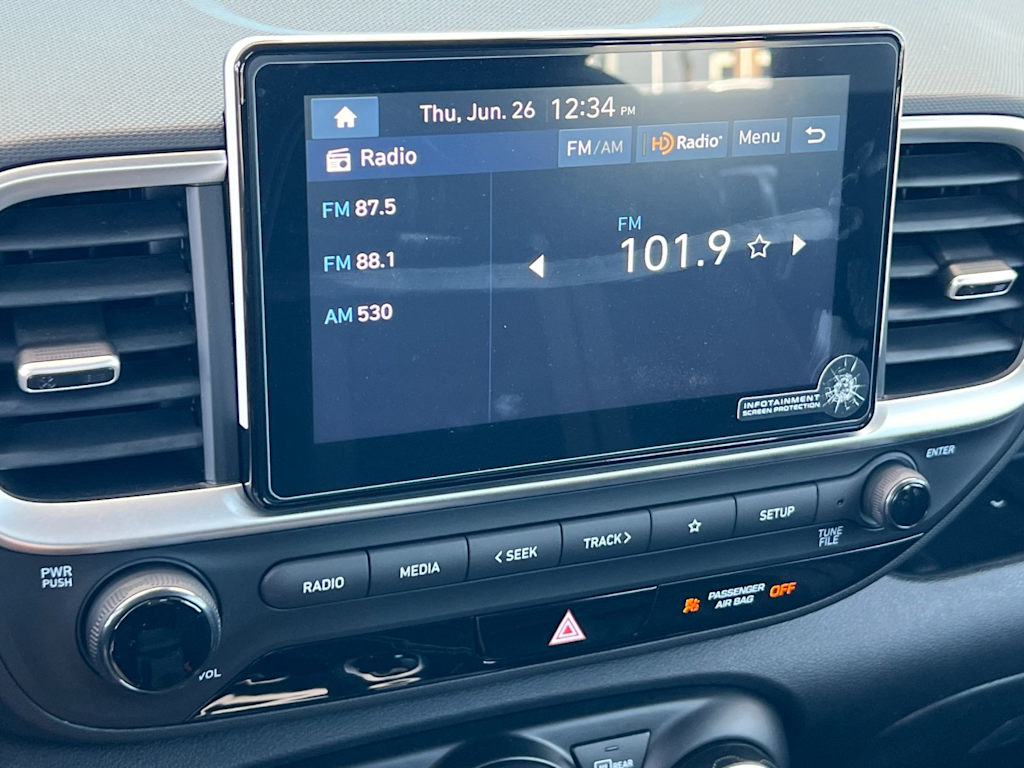 Thu, Jun. 26 12:34 PM
Radio FM/AM HD Radio Menu
FM 87.5
FM 88.1
AM 530
FM
101.9
INFOTAINMENT
SCREEN PROTECTION
ENTER
PWR
PUSH
RADIO MEDIA < SEEK TRACK > SETUP
TUNE
FILE
PASSENGER
AIR BAG
OFF
VOL
REAR